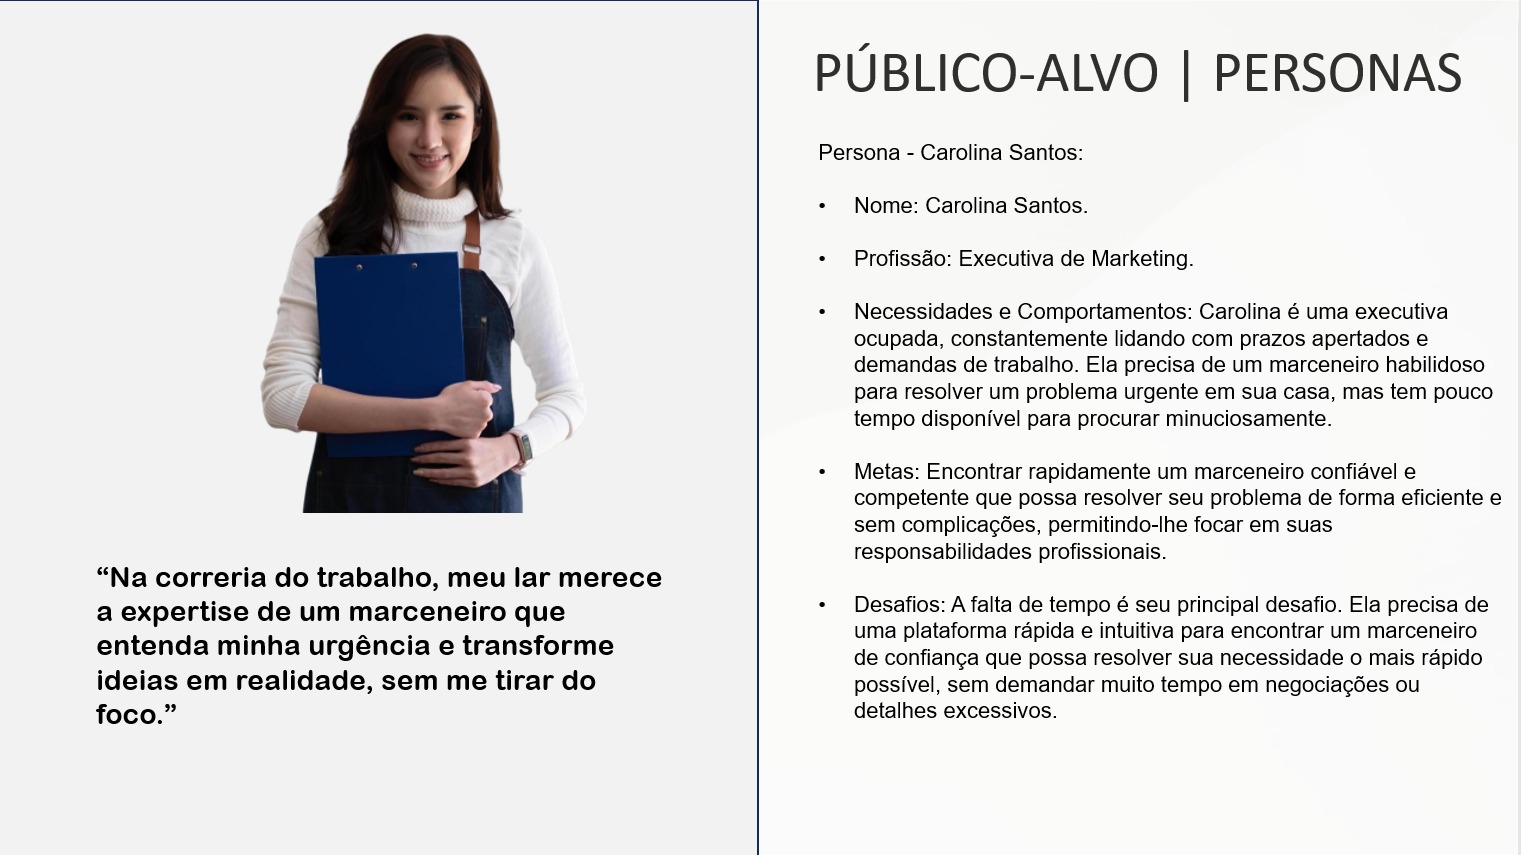 PÚBLICO-ALVO | PERSONAS
Persona - Carolina Santos:
• Nome: Carolina Santos.
• Profissão: Executiva de Marketing.
• Necessidades e Comportamentos: Carolina é uma executiva
ocupada, constantemente lidando com prazos apertados e
demandas de trabalho. Ela precisa de um marceneiro habilidoso
para resolver um problema urgente em sua casa, mas tem pouco
tempo disponível para procurar minuciosamente.
• Metas: Encontrar rapidamente um marceneiro confiável e
competente que possa resolver seu problema de forma eficiente e
sem complicações, permitindo-lhe focar em suas
responsabilidades profissionais.
• Desafios: A falta de tempo é seu principal desafio. Ela precisa de
uma plataforma rápida e intuitiva para encontrar um marceneiro
de confiança que possa resolver sua necessidade o mais rápido
possível, sem demandar muito tempo em negociações ou
detalhes excessivos.
“Na correria do trabalho, meu lar merece
a expertise de um marceneiro que
entenda minha urgência e transforme
ideias em realidade, sem me tirar do
foco.”